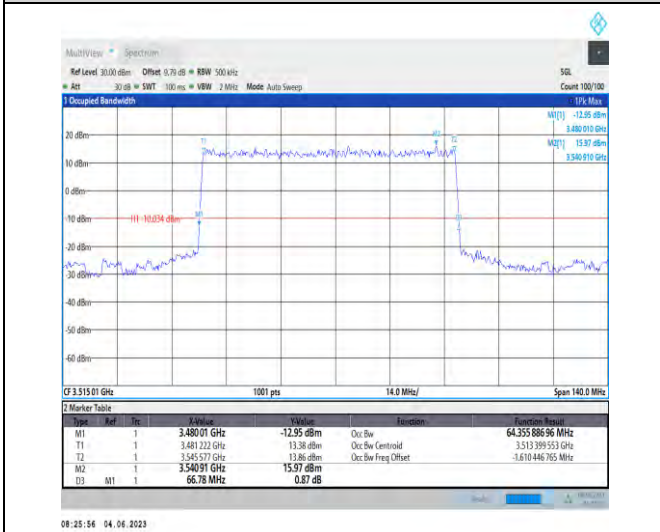 MultiView Spectrum
Ref Level 30.00 dBm Offset 9.79 dB RBW 500 kHz SGL
Att 30 dB SWT 100 ms VBW 2 MHz Mode Auto Sweep Count 100/100
1 Occupied Bandwidth 1Pk Max
M1[1] -12.95 dBm
3.480 010 GHz
M2[1] 15.97 dBm
3.540 910 GHz
20 dBm
T1 M2 T2
10 dBm
0 dBm
-10 dBm H1 -10.034 dBm M1
-20 dBm
-30 dBm
-40 dBm
-50 dBm
-60 dBm
CF 3.515 01 GHz 1001 pts 14.0 MHz/ Span 140.0 MHz
2 Marker Table
Type Ref Trc X-Value Y-Value Function Function Result
M1 1 3.480 01 GHz -12.95 dBm Occ Bw 64.355 886 96 MHz
T1 1 3.481 222 GHz 13.38 dBm Occ Bw Centroid 3.513 399 553 GHz
T2 1 3.545 577 GHz 13.86 dBm Occ Bw Freq Offset -1.610 446 765 MHz
M2 1 3.540 91 GHz 15.97 dBm
D3 M1 1 66.78 MHz 0.87 dB
08:25:56 04.06.2023